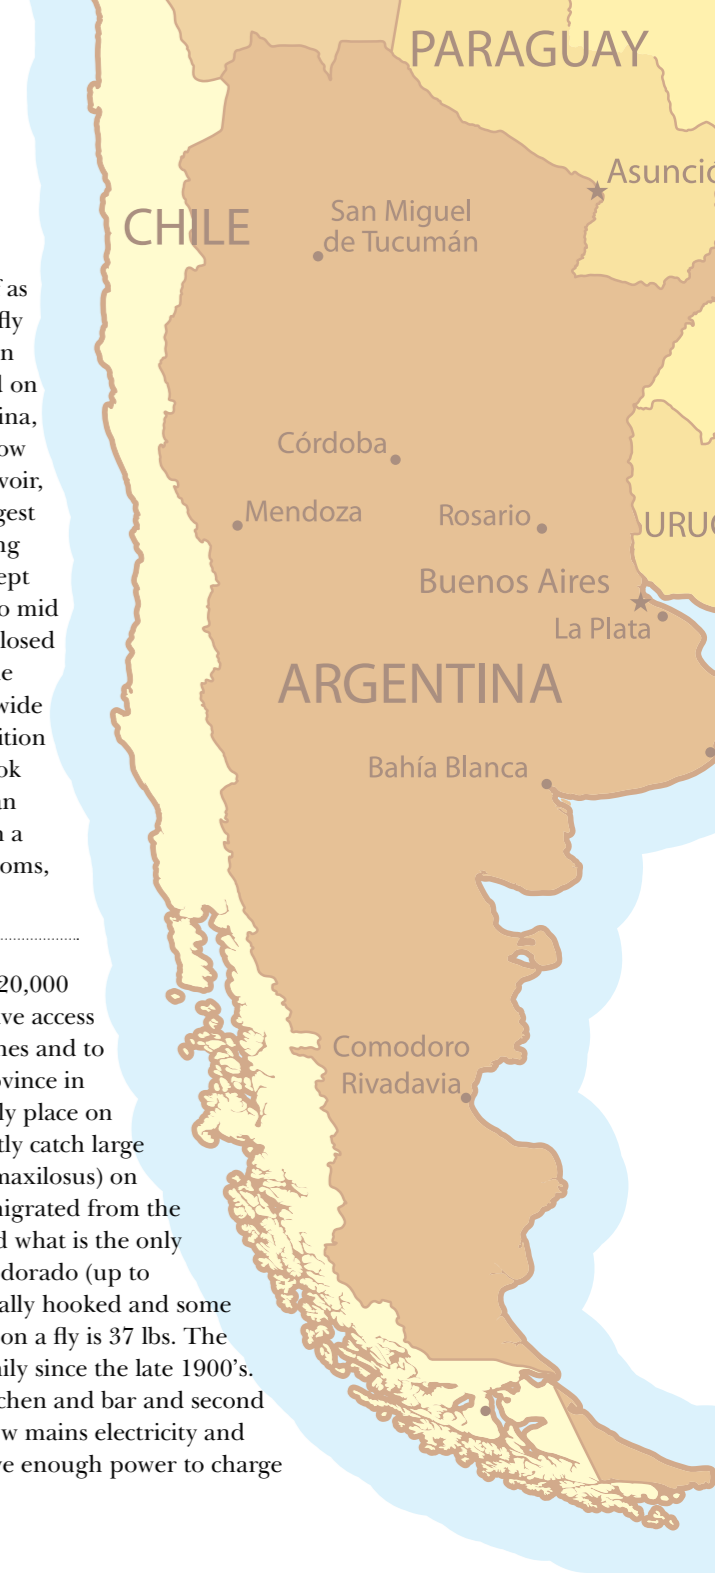 PARAGUAY
Asunció
San Miguel
de Tucumán
CHILE
Córdoba
Mendoza
Rosario
URU
Buenos Aires
La Plata
ARGENTINA
Bahía Blanca
Comodoro
Rivadavia
as
fly
n
l on
ina,
ow
voir,
gest
ng
ept
o mid
losed
e
wide
ition
ok
an
n a
oms,
20,000
ve access
nes and to
ovince in
ly place on
tly catch large
maxilosus) on
nigrated from the
d what is the only
dorado (up to
ally hooked and some
on a fly is 37 lbs. The
nily since the late 1900’s.
chen and bar and second
w mains electricity and
ve enough power to charge